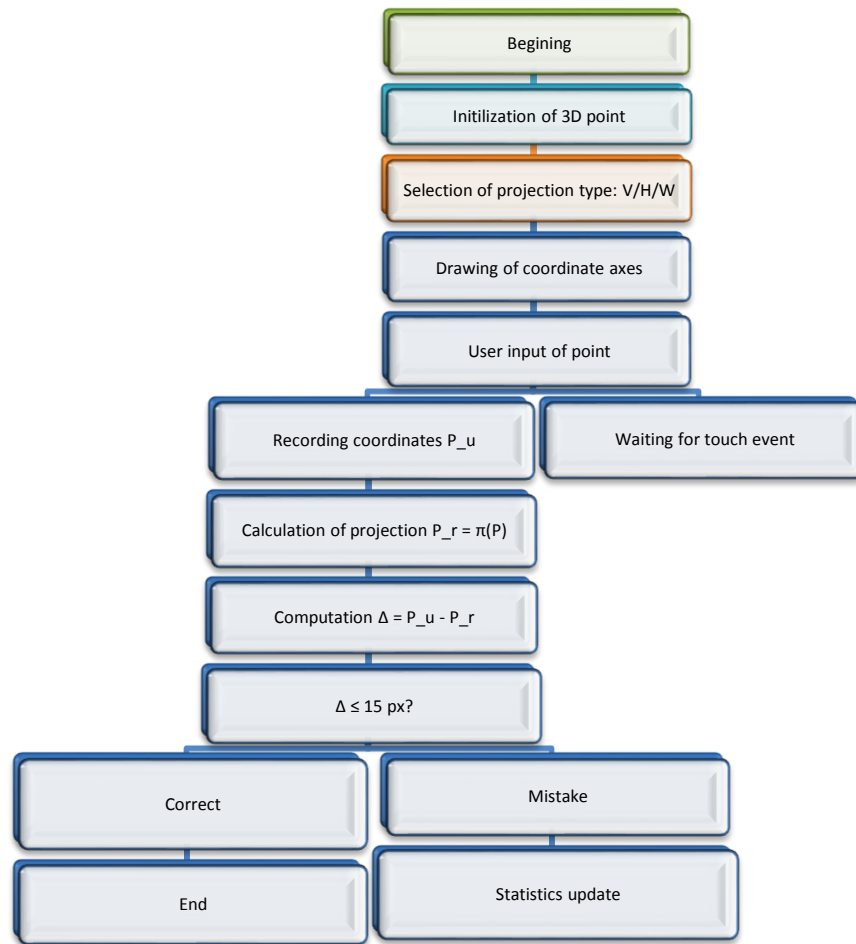 Begining
Initilization of 3D point
Selection of projection type: V/H/W
Drawing of coordinate axes
User input of point
Recording coordinates P_u
Waiting for touch event
Calculation of projection P_r = π(P)
Computation Δ = P_u - P_r
Δ ≤ 15 px?
Correct
Mistake
End
Statistics update